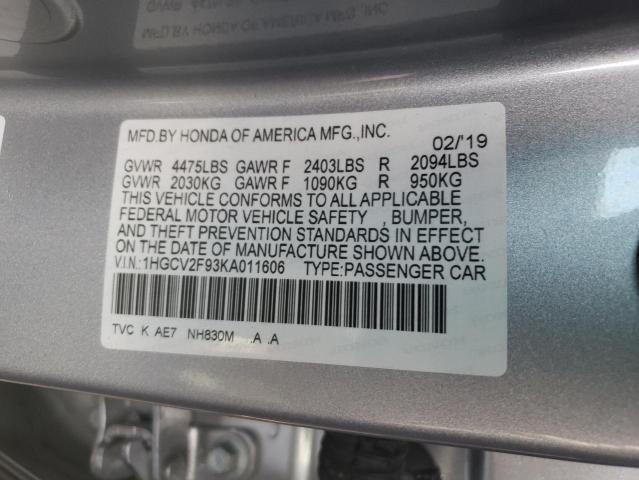 MFD.BY HONDA OF AMERICA MFG.,INC. 02/'19
GVWR 4475LBS GAWR F 2403LBS R 2094LBS
GVWR 2030KG GAWR F 1090KG R 950KG
THIS VEHICLE CONFORMS TO ALL APPLICABLE
FEDERAL MOTOR VEHICLE SAFETY , BUMPER,
AND THEFT PREVENTION STANDARDS IN EFFECT
ON THE DATE OF MANUFACTURE SHOWN ABOVE.
V.I.N.:1HGCV2F93KA011606 TYPE:PASSENGER CAR
TVC K AE7 NH830M .A .A